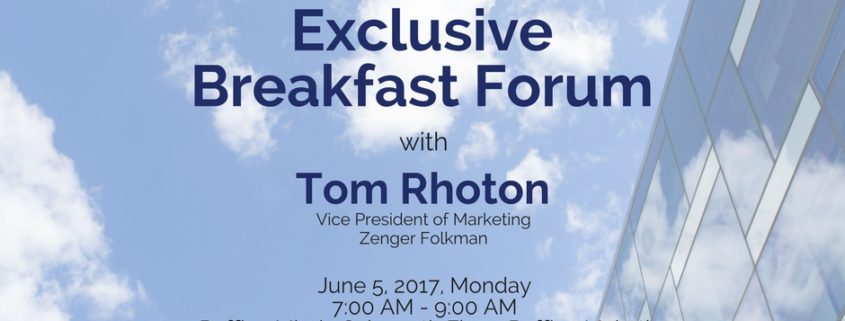 Exclusive
Breakfast Forum
with
Tom Rhoton
Vice President of Marketing
Zenger Folkman
June 5, 2017, Monday
7:00 AM - 9:00 AM